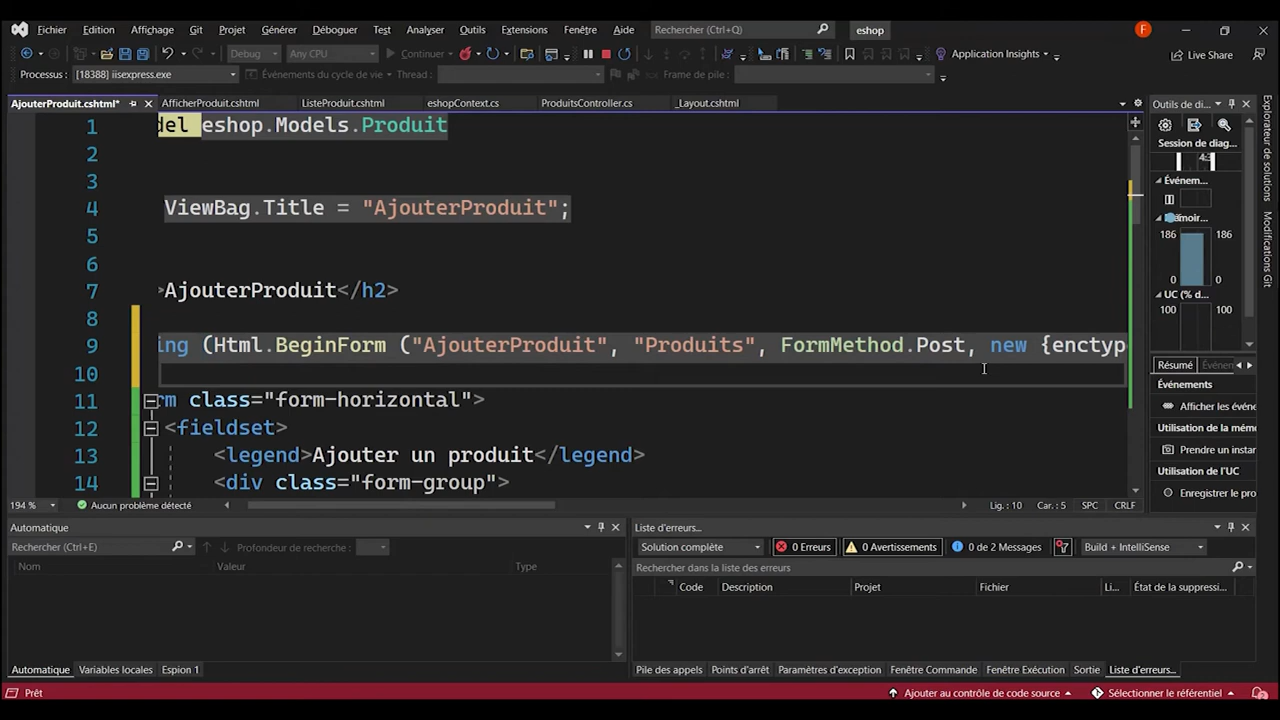 Fichier Edition Affichage Git Projet Générer Déboguer Test Analyser Outils Extensions Fenêtre Aide Rechercher (Ctrl+Q) eshop F
Debug Any CPU Continuer Application Insights Live Share
Processus : [18388] iisexpress.exe Événements du cycle de vie Thread : Frame de pile :
AjouterProduit.cshtml* AfficherProduit.cshtml ListeProduit.cshtml eshopContext.cs ProduitsController.cs _Layout.cshtml Outils de di...
1 del eshop.Models.Produit
2
3
4 ViewBag.Title = "AjouterProduit";
5
6
7 >AjouterProduit</h2>
8
9 ing (Html.BeginForm ("AjouterProduit", "Produits", FormMethod.Post, new {enctyp
10
11 rm class="form-horizontal">
12 <fieldset>
13 <legend>Ajouter un produit</legend>
14 <div class="form-group">
Session de diag...
Événem...
186 186
0 0
UC (% d...
100 100
Résumé
Événements
Afficher les événe
Utilisation de la mém
Prendre un instan
Utilisation de l'UC
Enregistrer le pro
Explorateur de solutions
Modifications Git
194 % Aucun problème détecté Lig. : 10 Car. : 5 SPC CRLF
Automatique
Rechercher (Ctrl+E) Profondeur de recherche :
Nom Valeur Type
Automatique Variables locales Espion 1
Liste d'erreurs...
Solution complète 0 Erreurs 0 Avertissements 0 de 2 Messages Build + IntelliSense
Rechercher dans la liste des erreurs
Code Description Projet Fichier Li... État de la suppressi...
Pile des appels Points d'arrêt Paramètres d'exception Fenêtre Commande Fenêtre Exécution Sortie Liste d'erreurs...
Prêt Ajouter au contrôle de code source Sélectionner le référentiel